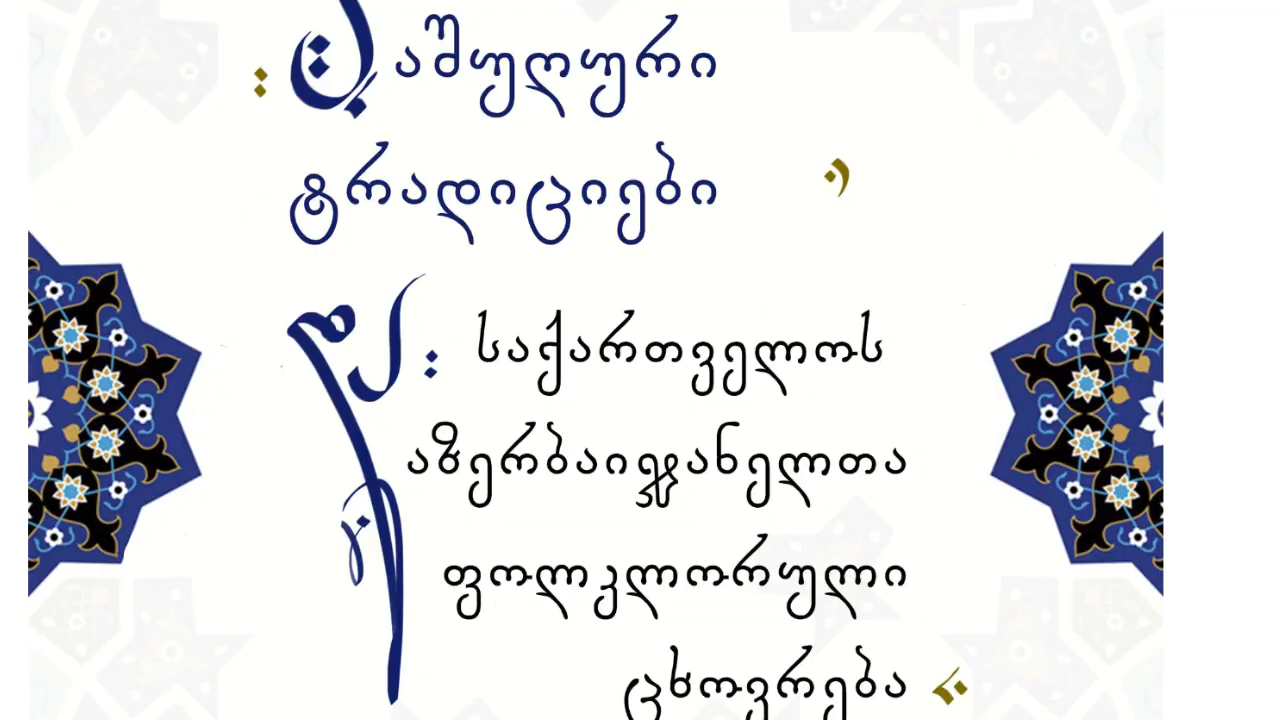 აშუღური
ტრადიციები
საქართველოს
აზერბაიჯანელთა
ფოლკლორული
ცხოვრება